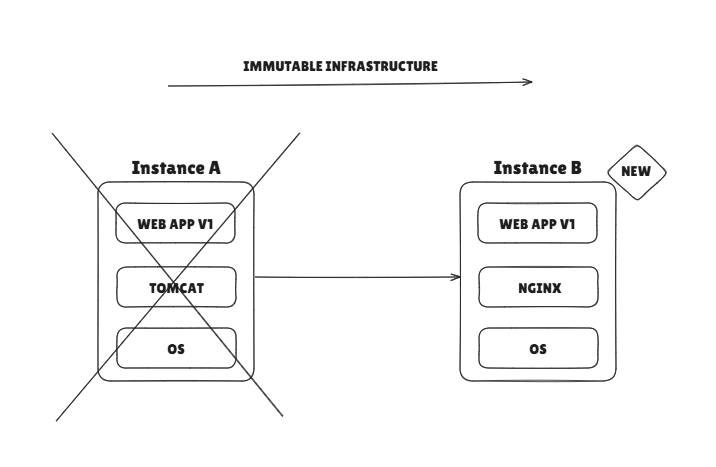 IMMUTABLE INFRASTRUCTURE
Instance A
Instance B
NEW
WEB APP V1
WEB APP V1
TOMCAT
NGINX
OS
OS